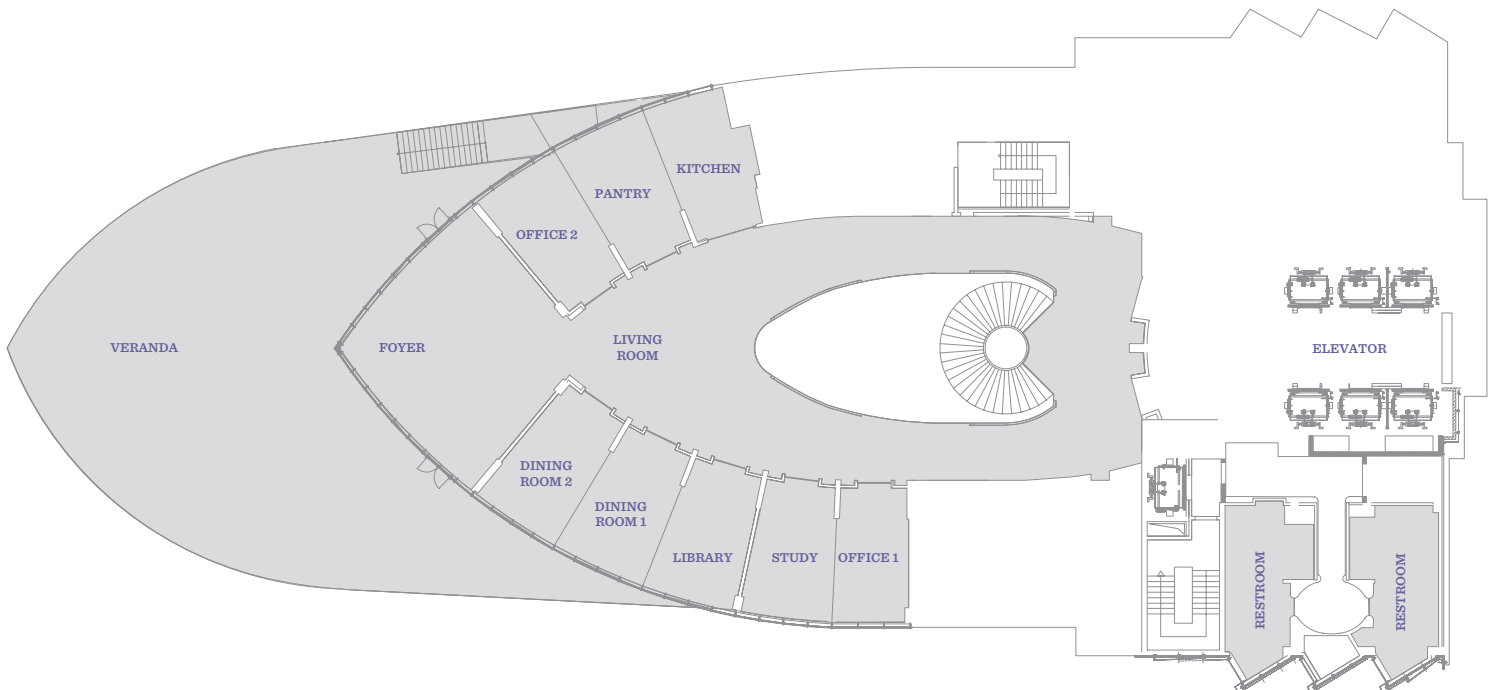 KITCHEN
PANTRY
OFFICE 2
VERANDA
FOYER
LIVING
ROOM
ELEVATOR
DINING
ROOM 2
DINING
ROOM 1
LIBRARY
STUDY
OFFICE 1
RESTROOM
RESTROOM